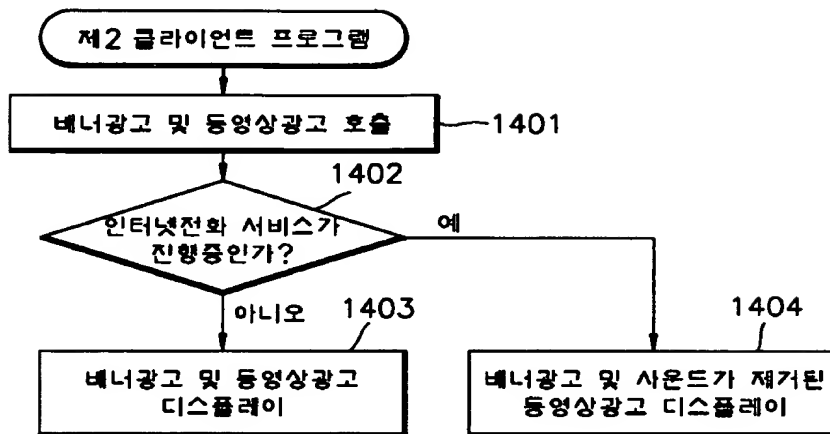 제2 클라이언트 프로그램
배너광고 및 동영상광고 호출
1401
1402
인터넷전화 서비스가
진행중인가?
예
아니오
1403
1404
배너광고 및 동영상광고
디스플레이
배너광고 및 사운드가 제거된
동영상광고 디스플레이